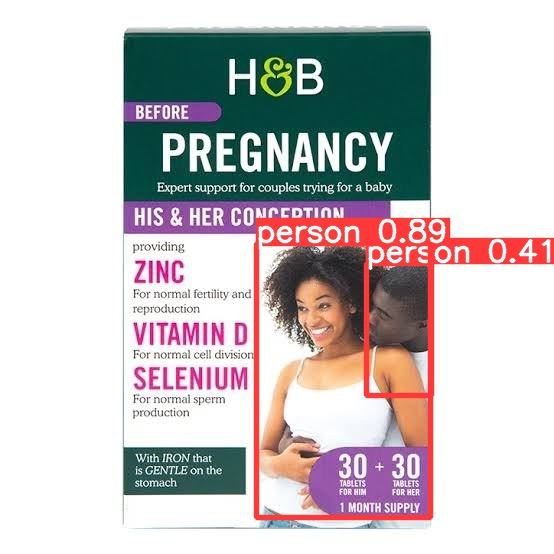 H&B
BEFORE
PREGNANCY
Expert support for couples trying for a baby
HIS & HER CONCEPTION
person 0.89
person 0.41
providing
ZINC
For normal fertility and
reproduction
VITAMIN D
For normal cell division
SELENIUM
For normal sperm
production
With IRON that
is GENTLE on the
stomach
30 + 30
TABLETS TABLETS
FOR HIM FOR HER
1 MONTH SUPPLY